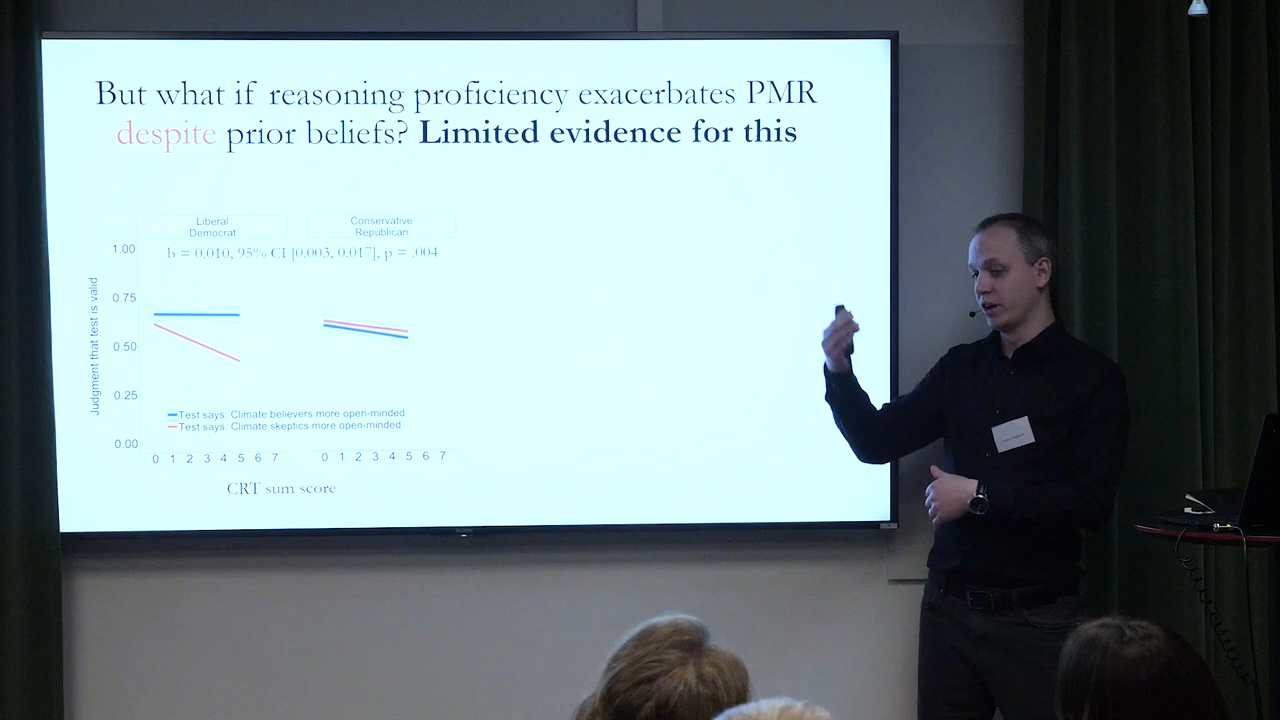 But what if reasoning proficiency exacerbates PMR
despite prior beliefs? Limited evidence for this
Liberal
Democrat
Conservative
Republican
b = 0.010, 95% CI [0.003, 0.017], p = .004
1.00
0.75
0.50
0.25
0.00
Judgment that test is valid
Test says: Climate believers more open-minded
Test says: Climate skeptics more open-minded
0 1 2 3 4 5 6 7
0 1 2 3 4 5 6 7
CRT sum score